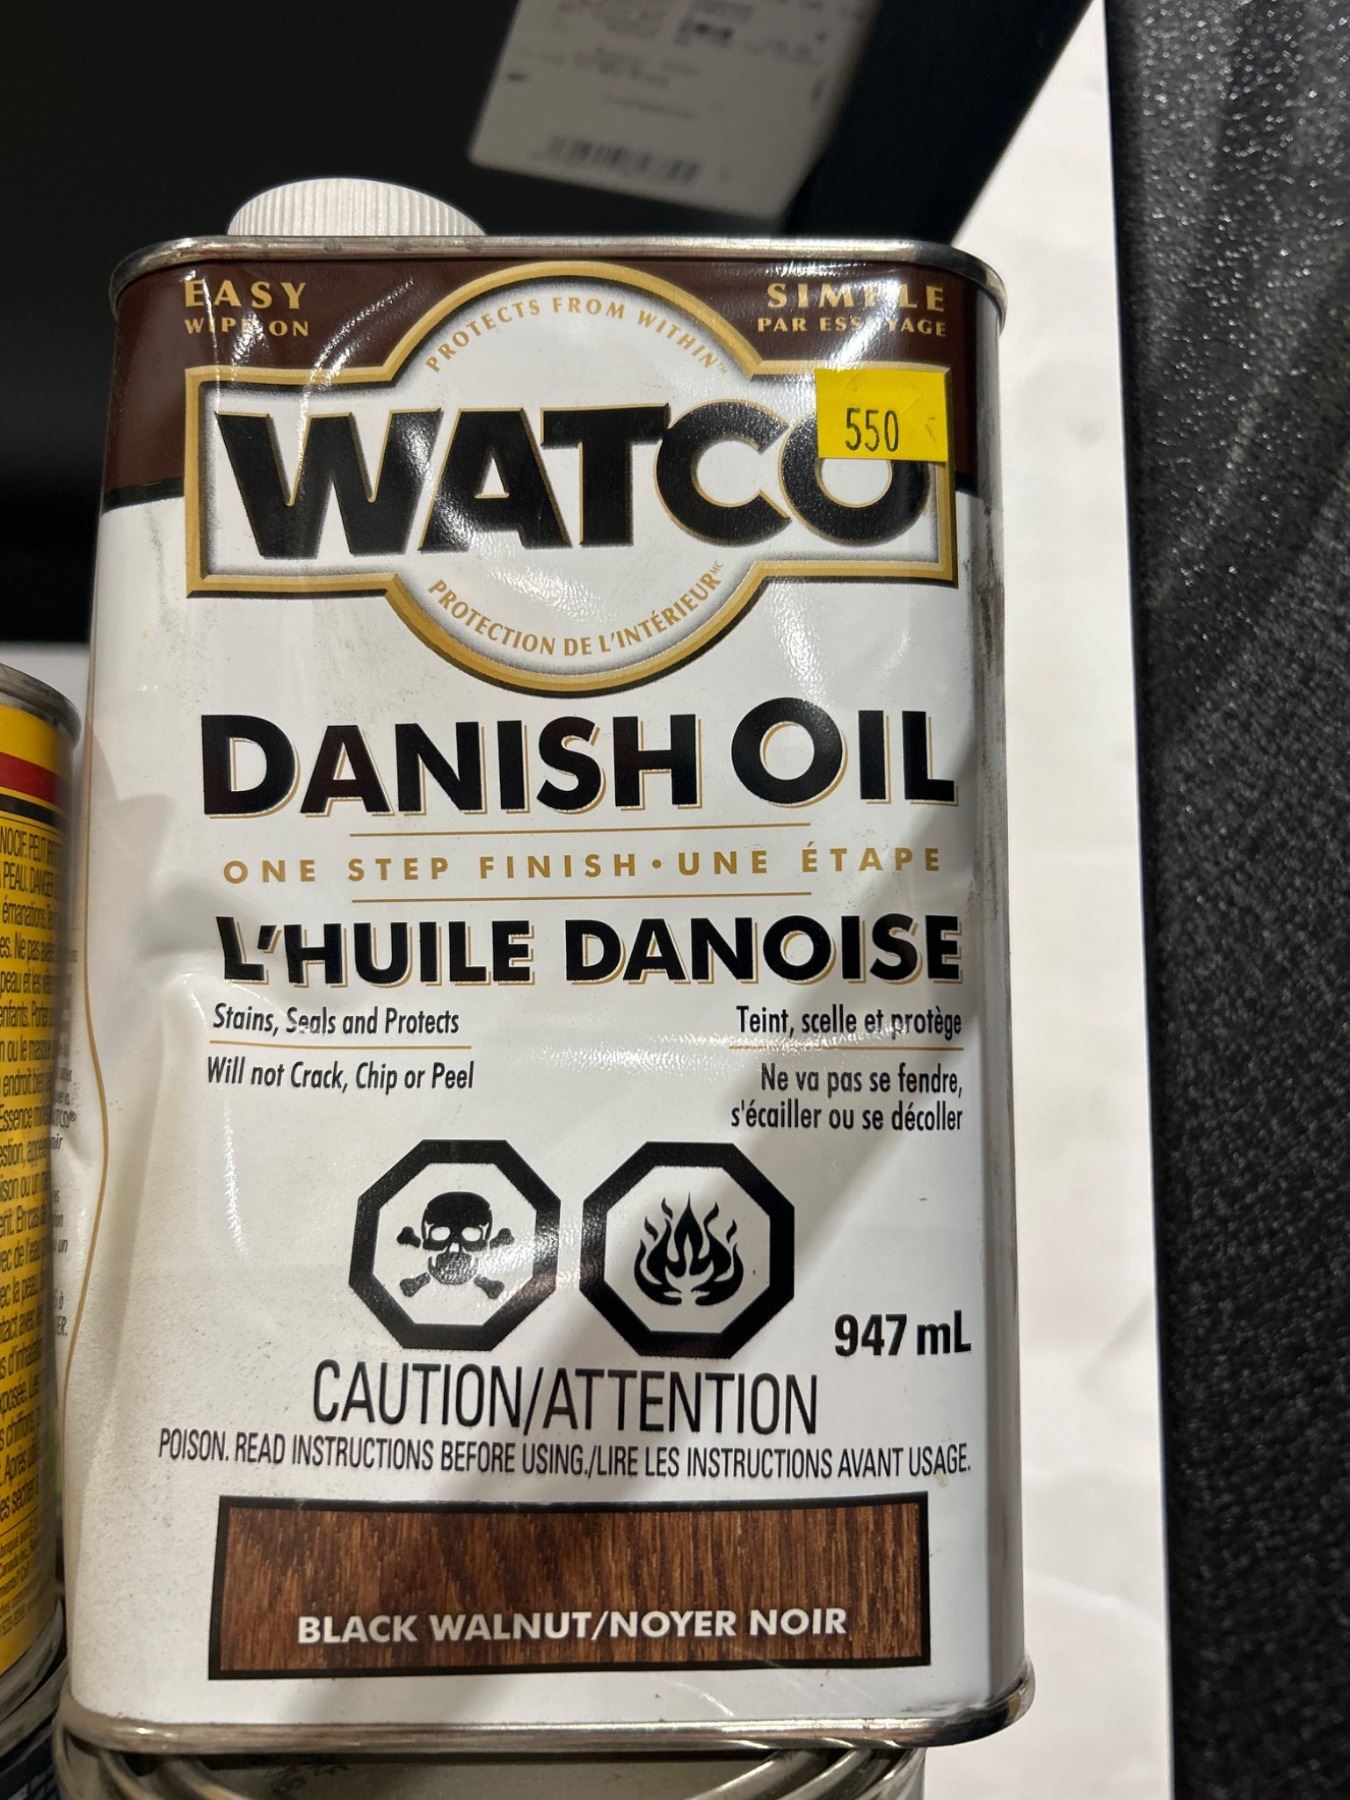 EASY
WIPE ON
SIMPLE
PAR ESSUYAGE
PROTECTS FROM WITHIN™
WATCO
550
PROTECTION DE L'INTÉRIEUR MC
DANISH OIL
ONE STEP FINISH • UNE ÉTAPE
L'HUILE DANOISE
Stains, Seals and Protects
Will not Crack, Chip or Peel
Teint, scelle et protège
Ne va pas se fendre,
s'écailler ou se décoller
947 mL
CAUTION/ATTENTION
POISON. READ INSTRUCTIONS BEFORE USING./LIRE LES INSTRUCTIONS AVANT USAGE.
BLACK WALNUT/NOYER NOIR